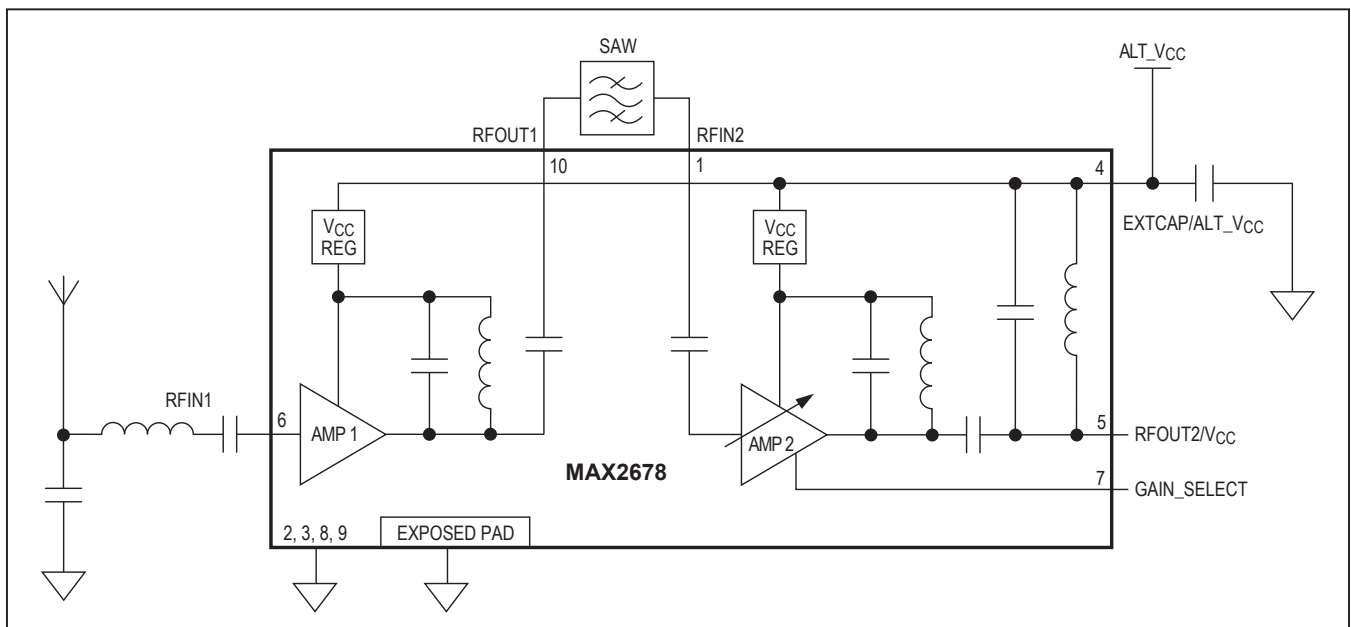 SAW
ALT_VCC
RFOUT1
RFIN2
10
1
4
VCC
REG
VCC
REG
EXTCAP/ALT_VCC
RFIN1
6
AMP 1
AMP 2
5
RFOUT2/VCC
MAX2678
7
GAIN_SELECT
2, 3, 8, 9
EXPOSED PAD